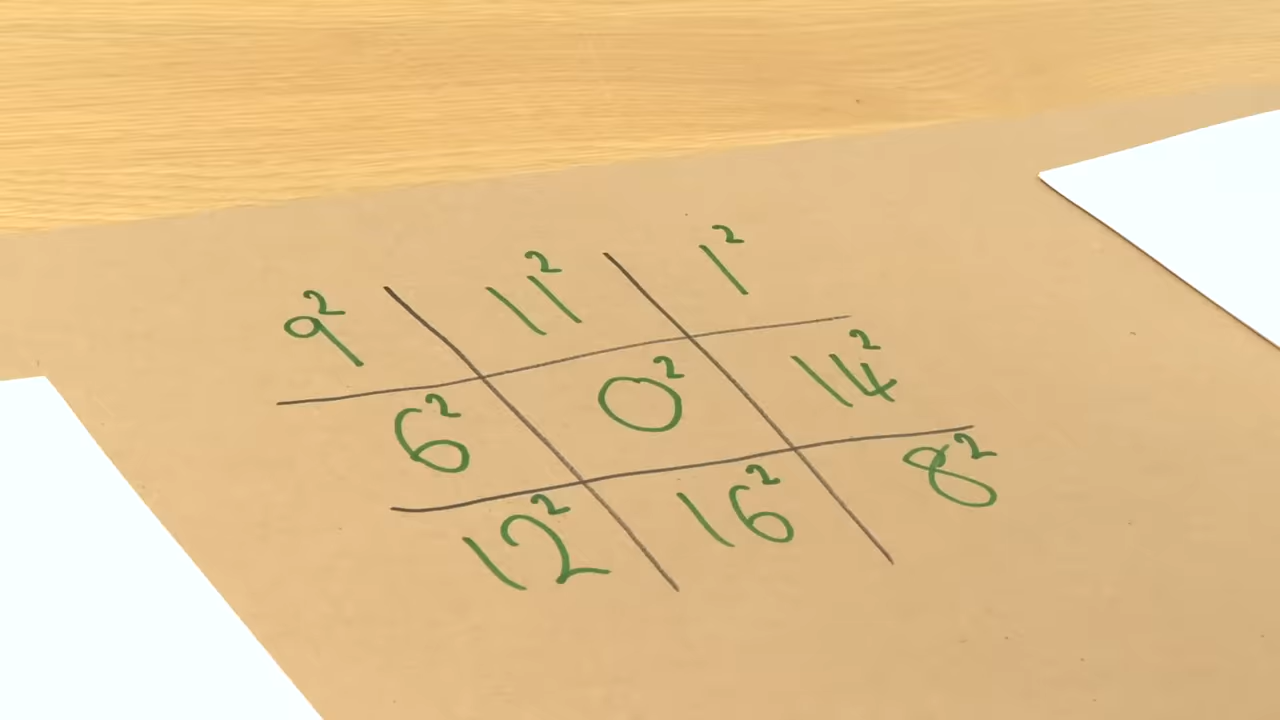 9² 11² 1²
6² 0² 14²
12² 16² 8²